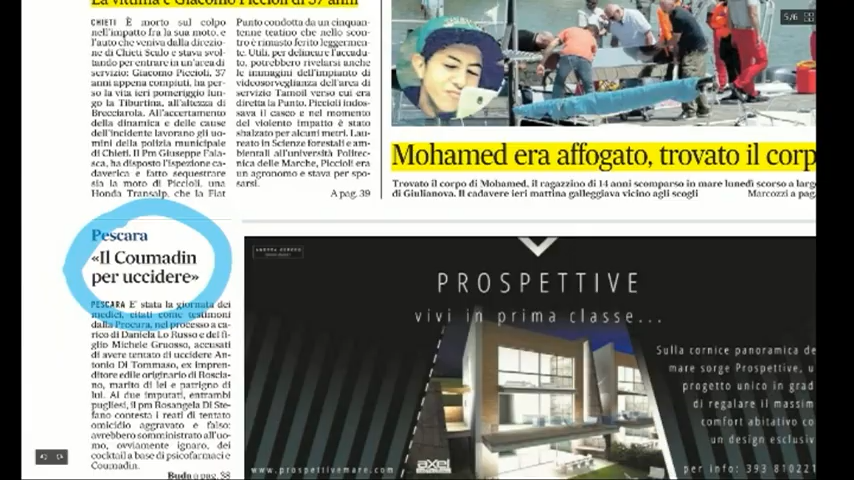 La vittima è Giacomo Piccioli di 37 anni
CHIETI È morto sul colpo
nell'impatto fra la sua moto, e
l'auto che veniva dalla direzio-
ne di Chieti Scalo e stava svol-
tando per entrare in un'area di
servizio: Giacomo Piccioli, 37
anni appena compiuti, ha per-
so la vita ieri pomeriggio lun-
go la Tiburtina, all'altezza di
Brecciarola. All'accertamento
della dinamica e delle cause
dell'incidente lavorano gli uo-
mini della polizia municipale
di Chieti. Il Pm Giuseppe Fala-
sca, ha disposto l'ispezione ca-
daverica e fatto sequestrare
sia la moto di Piccioli, una
Honda Transalp, che la Fiat
Punto condotta da un cinquan-
tenne teatino che nello scon-
tro è rimasto ferito leggermen-
te. Utili, per delineare l'accadu-
to, potrebbero rivelarsi anche
le immagini dell'impianto di
videosorveglianza dell'area di
servizio Tamoil verso cui era
diretta la Punto. Piccioli indos-
sava il casco e nel momento
del violento impatto è stato
sbalzato per alcuni metri. Lau-
reato in Scienze forestali e am-
bienali all'università Politec-
nica delle Marche, Piccioli era
un agronomo e stava per spo-
sarsi.
A pag. 39
5/6
Mohamed era affogato, trovato il corp
Trovato il corpo di Mohamed, il ragazzino di 14 anni scomparso in mare lunedì scorso a larg
di Giulianova. Il cadavere ieri mattina galleggiava vicino agli scogli
Marcozzi a pag.
Pescara
«Il Coumadin
per uccidere»
PESCARA E' stata la giornata dei
medici, citati come testimoni
dalla Procura, nel processo a ca-
rico di Daniela Lo Russo e del fi-
glio Michele Gruosso, accusati
di avere tentato di uccidere An-
tonio Di Tommaso, ex impren-
ditore edile originario di Roscia-
no, marito di lei e patrigno di
lui. Ai due imputati, entrambi
pugliesi, il pm Rosangela Di Ste-
fano contesta i reati di tentato
omicidio aggravato e falso:
avrebbero somministrato all'uo-
mo, ovviamente ignaro, dei
cocktail a base di psicofarmaci e
Coumadin.
Buda a pag. 38
PROSPETTIVE
vivi in prima classe...
Sulla cornice panoramica de
mare sorge Prospettive, u
progetto unico in grad
di regalare il massim
comfort abitativo co
un design esclusiv
per info: 393 810221
www.prospettivemare.com
axel